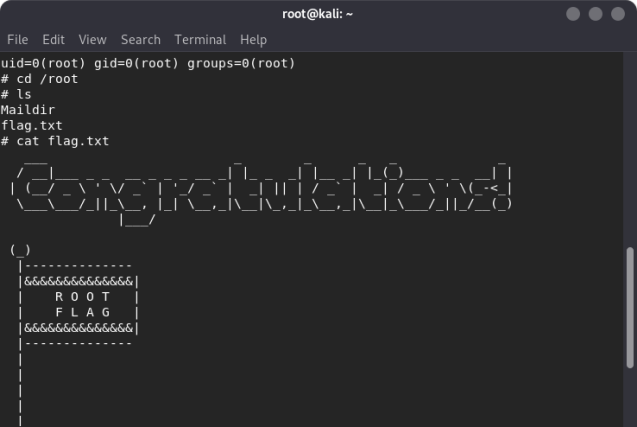 root@kali: ~
File Edit View Search Terminal Help
uid=0(root) gid=0(root) groups=0(root)
# cd /root
# ls
Maildir
flag.txt
# cat flag.txt
Congratulations!
(_)
|--------------
|&&&&&&&&&&&&&&|
| R O O T |
| F L A G |
|&&&&&&&&&&&&&&|
|--------------
|
|
|
|
|